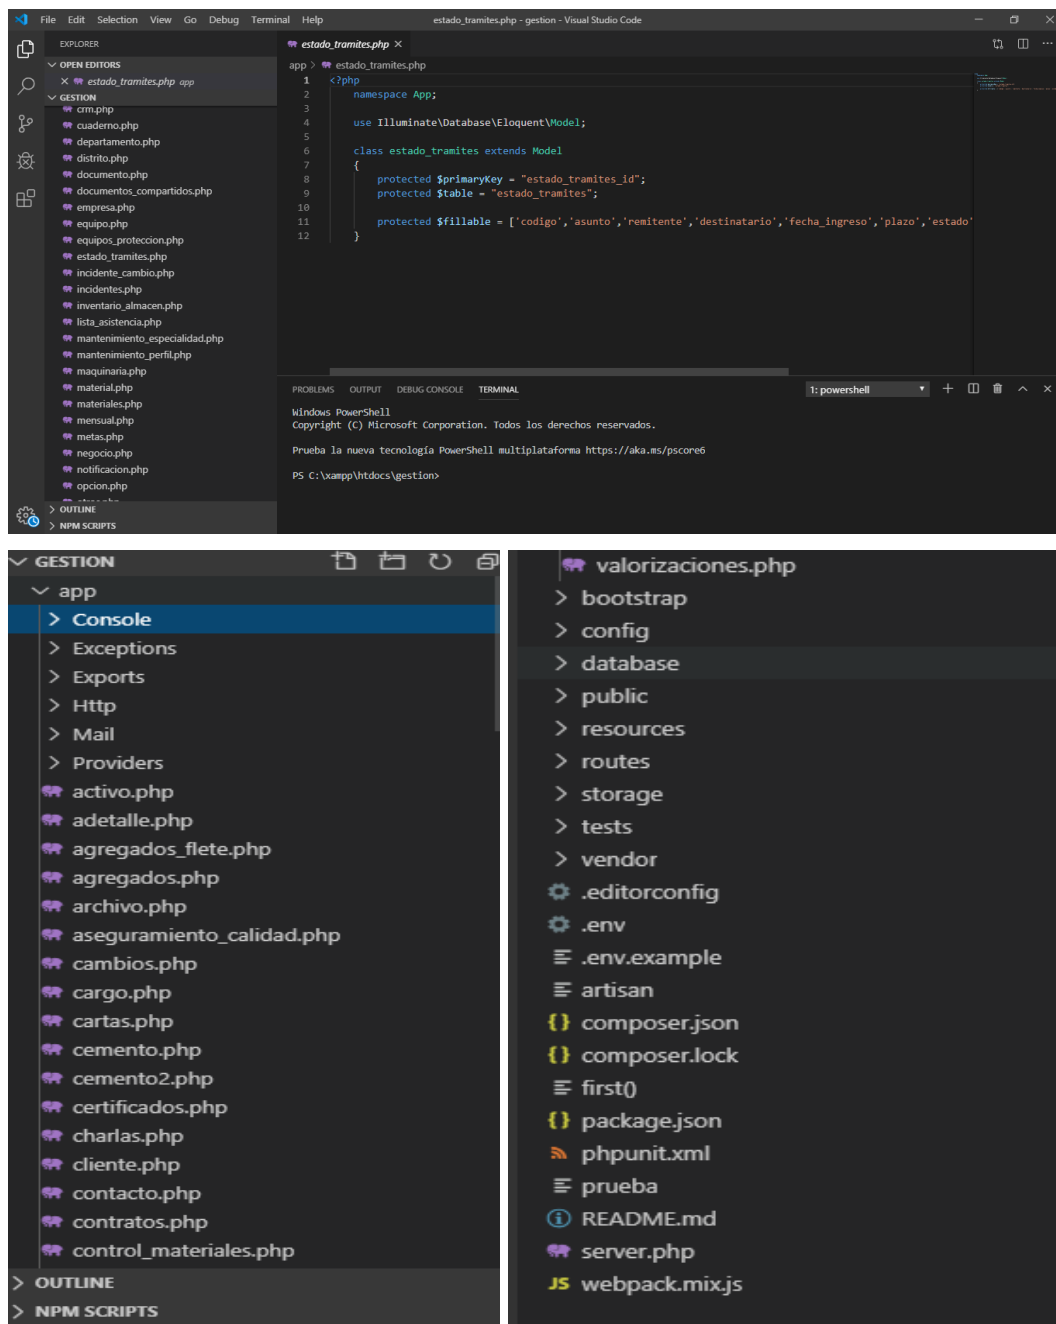 File Edit Selection View Go Debug Terminal Help estado_tramites.php - gestion - Visual Studio Code
EXPLORER
OPEN EDITORS
estado_tramites.php app
GESTION
crm.php
cuaderno.php
departamento.php
distrito.php
documento.php
documentos_compartidos.php
empresa.php
equipo.php
equipos_proteccion.php
estado_tramites.php
incidente_cambio.php
incidentes.php
inventario_almacen.php
lista_asistencia.php
mantenimiento_especialidad.php
mantenimiento_perfil.php
maquinaria.php
material.php
materiales.php
mensual.php
metas.php
negocio.php
notificacion.php
opcion.php
OUTLINE
NPM SCRIPTS
estado_tramites.php
app > estado_tramites.php
1 <?php
2 namespace App;
3
4 use Illuminate\Database\Eloquent\Model;
5
6 class estado_tramites extends Model
7 {
8 protected $primaryKey = "estado_tramites_id";
9 protected $table = "estado_tramites";
10
11 protected $fillable = ['codigo','asunto','remitente','destinatario','fecha_ingreso','plazo','estado'
12 }
PROBLEMS OUTPUT DEBUG CONSOLE TERMINAL 1: powershell
Windows PowerShell
Copyright (C) Microsoft Corporation. Todos los derechos reservados.
Prueba la nueva tecnología PowerShell multiplataforma https://aka.ms/pscore6
PS C:\xampp\htdocs\gestion>
GESTION
app
Console
Exceptions
Exports
Http
Mail
Providers
activo.php
adetalle.php
agregados_flete.php
agregados.php
archivo.php
aseguramiento_calidad.php
cambios.php
cargo.php
cartas.php
cemento.php
cemento2.php
certificados.php
charlas.php
cliente.php
contacto.php
contratos.php
control_materiales.php
OUTLINE
NPM SCRIPTS
valorizaciones.php
bootstrap
config
database
public
resources
routes
storage
tests
vendor
.editorconfig
.env
.env.example
artisan
{} composer.json
{} composer.lock
first()
{} package.json
phpunit.xml
prueba
README.md
server.php
JS webpack.mix.js